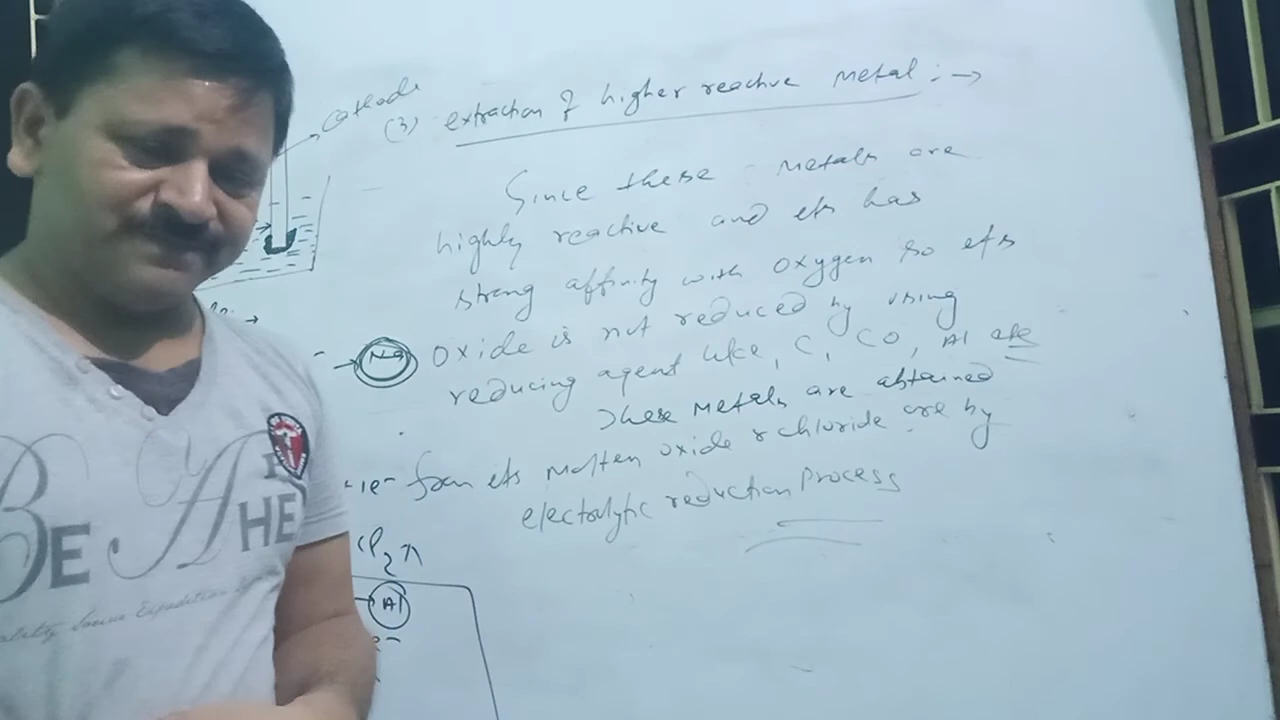 Cathode
(3) extraction of higher reactive metal : →
Since these metals are
highly reactive and ets has
strong affinity with oxygen so ets
oxide is not reduced by using
reducing agent like, C, CO, Al etc
These metals are obtained
from ets molten oxide & chloride are by
electrolytic reduction process
→ Na
1e-
Cl2↑
→ Al
e-
BE AHE